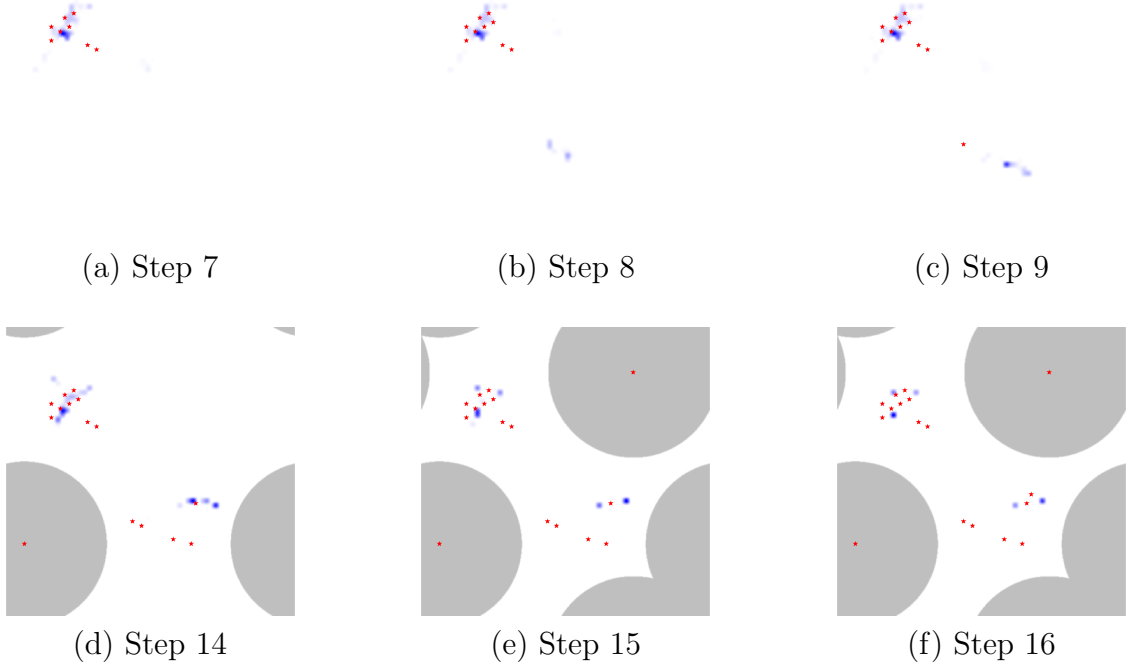 (a) Step 7
(b) Step 8
(c) Step 9
(d) Step 14
(e) Step 15
(f) Step 16